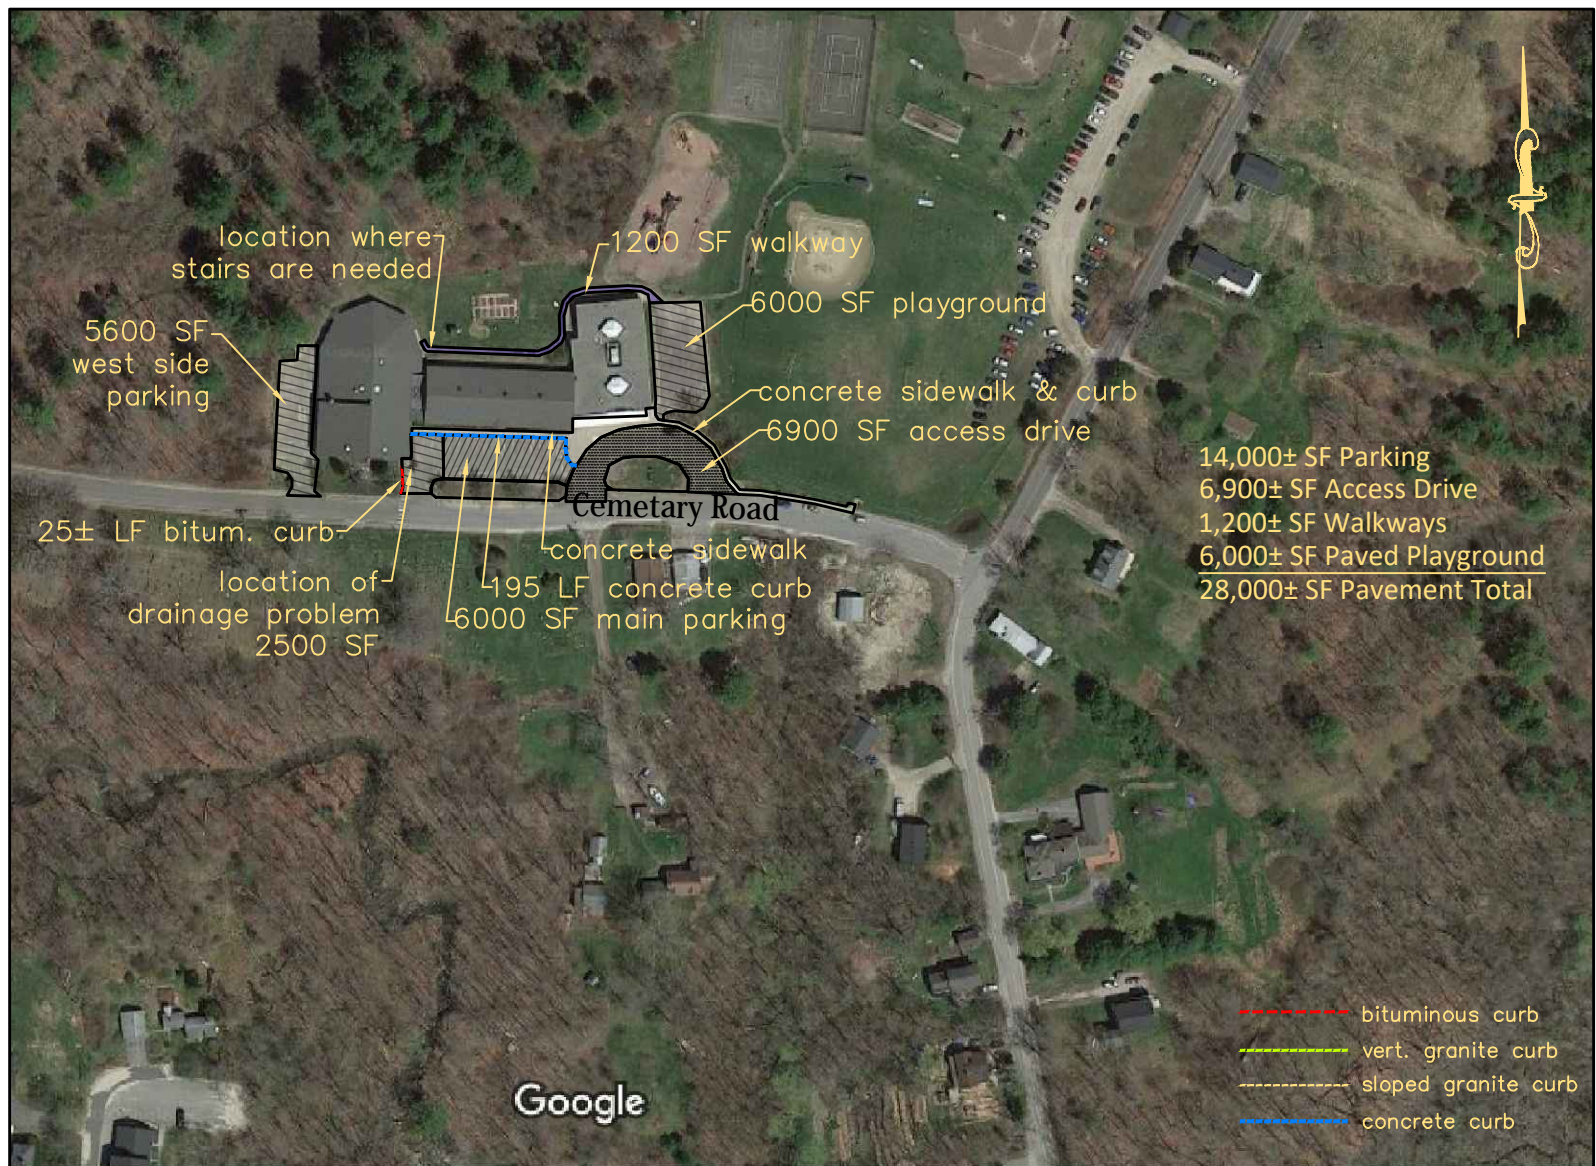 location where
stairs are needed
1200 SF walkway
6000 SF playground
5600 SF
west side
parking
concrete sidewalk & curb
6900 SF access drive
14,000± SF Parking
6,900± SF Access Drive
1,200± SF Walkways
6,000± SF Paved Playground
28,000± SF Pavement Total
Cemetary Road
25± LF bitum. curb
concrete sidewalk
location of
drainage problem
2500 SF
195 LF concrete curb
6000 SF main parking
bituminous curb
vert. granite curb
sloped granite curb
concrete curb
Google